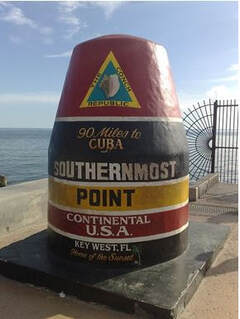 THE CONCH
REPUBLIC
90 Miles to
CUBA
SOUTHERNMOST
POINT
CONTINENTAL
U.S.A.
KEY WEST, FL
Home of the Sunset